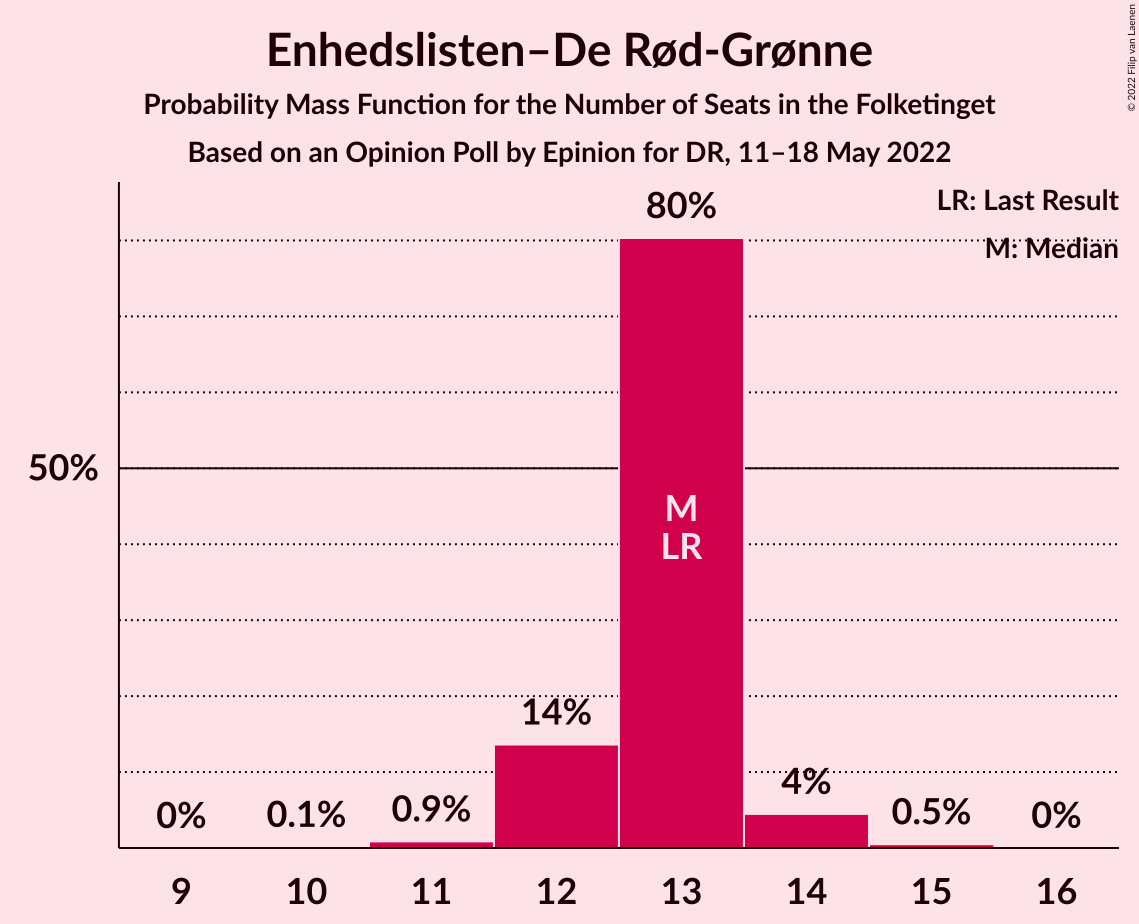 Enhedslisten–De Rød-Grønne
Probability Mass Function for the Number of Seats in the Folketinget
Based on an Opinion Poll by Epinion for DR, 11–18 May 2022
© 2022 Filip van Laenen
LR: Last Result
M: Median
80%
50%
M
LR
14%
4%
0%
0.1%
0.9%
0.5%
0%
9
10
11
12
13
14
15
16